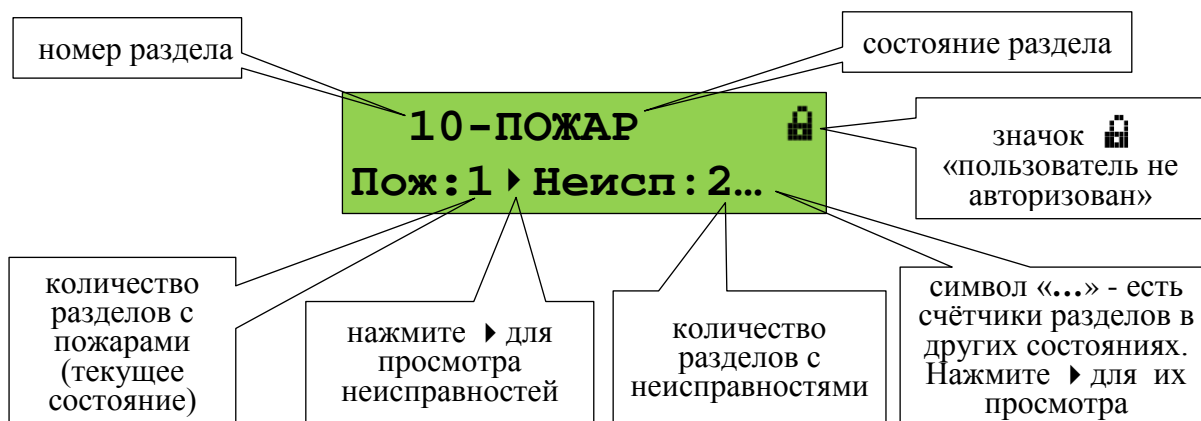 номер раздела
состояние раздела
10-ПОЖАР
Пож:1 ▶ Неисп:2…
значок
«пользователь не
авторизован»
количество
разделов с
пожарами
(текущее
состояние)
нажмите ▶ для
просмотра
неисправностей
количество
разделов с
неисправностями
символ «…» - есть
счётчики разделов в
других состояниях.
Нажмите ▶ для их
просмотра